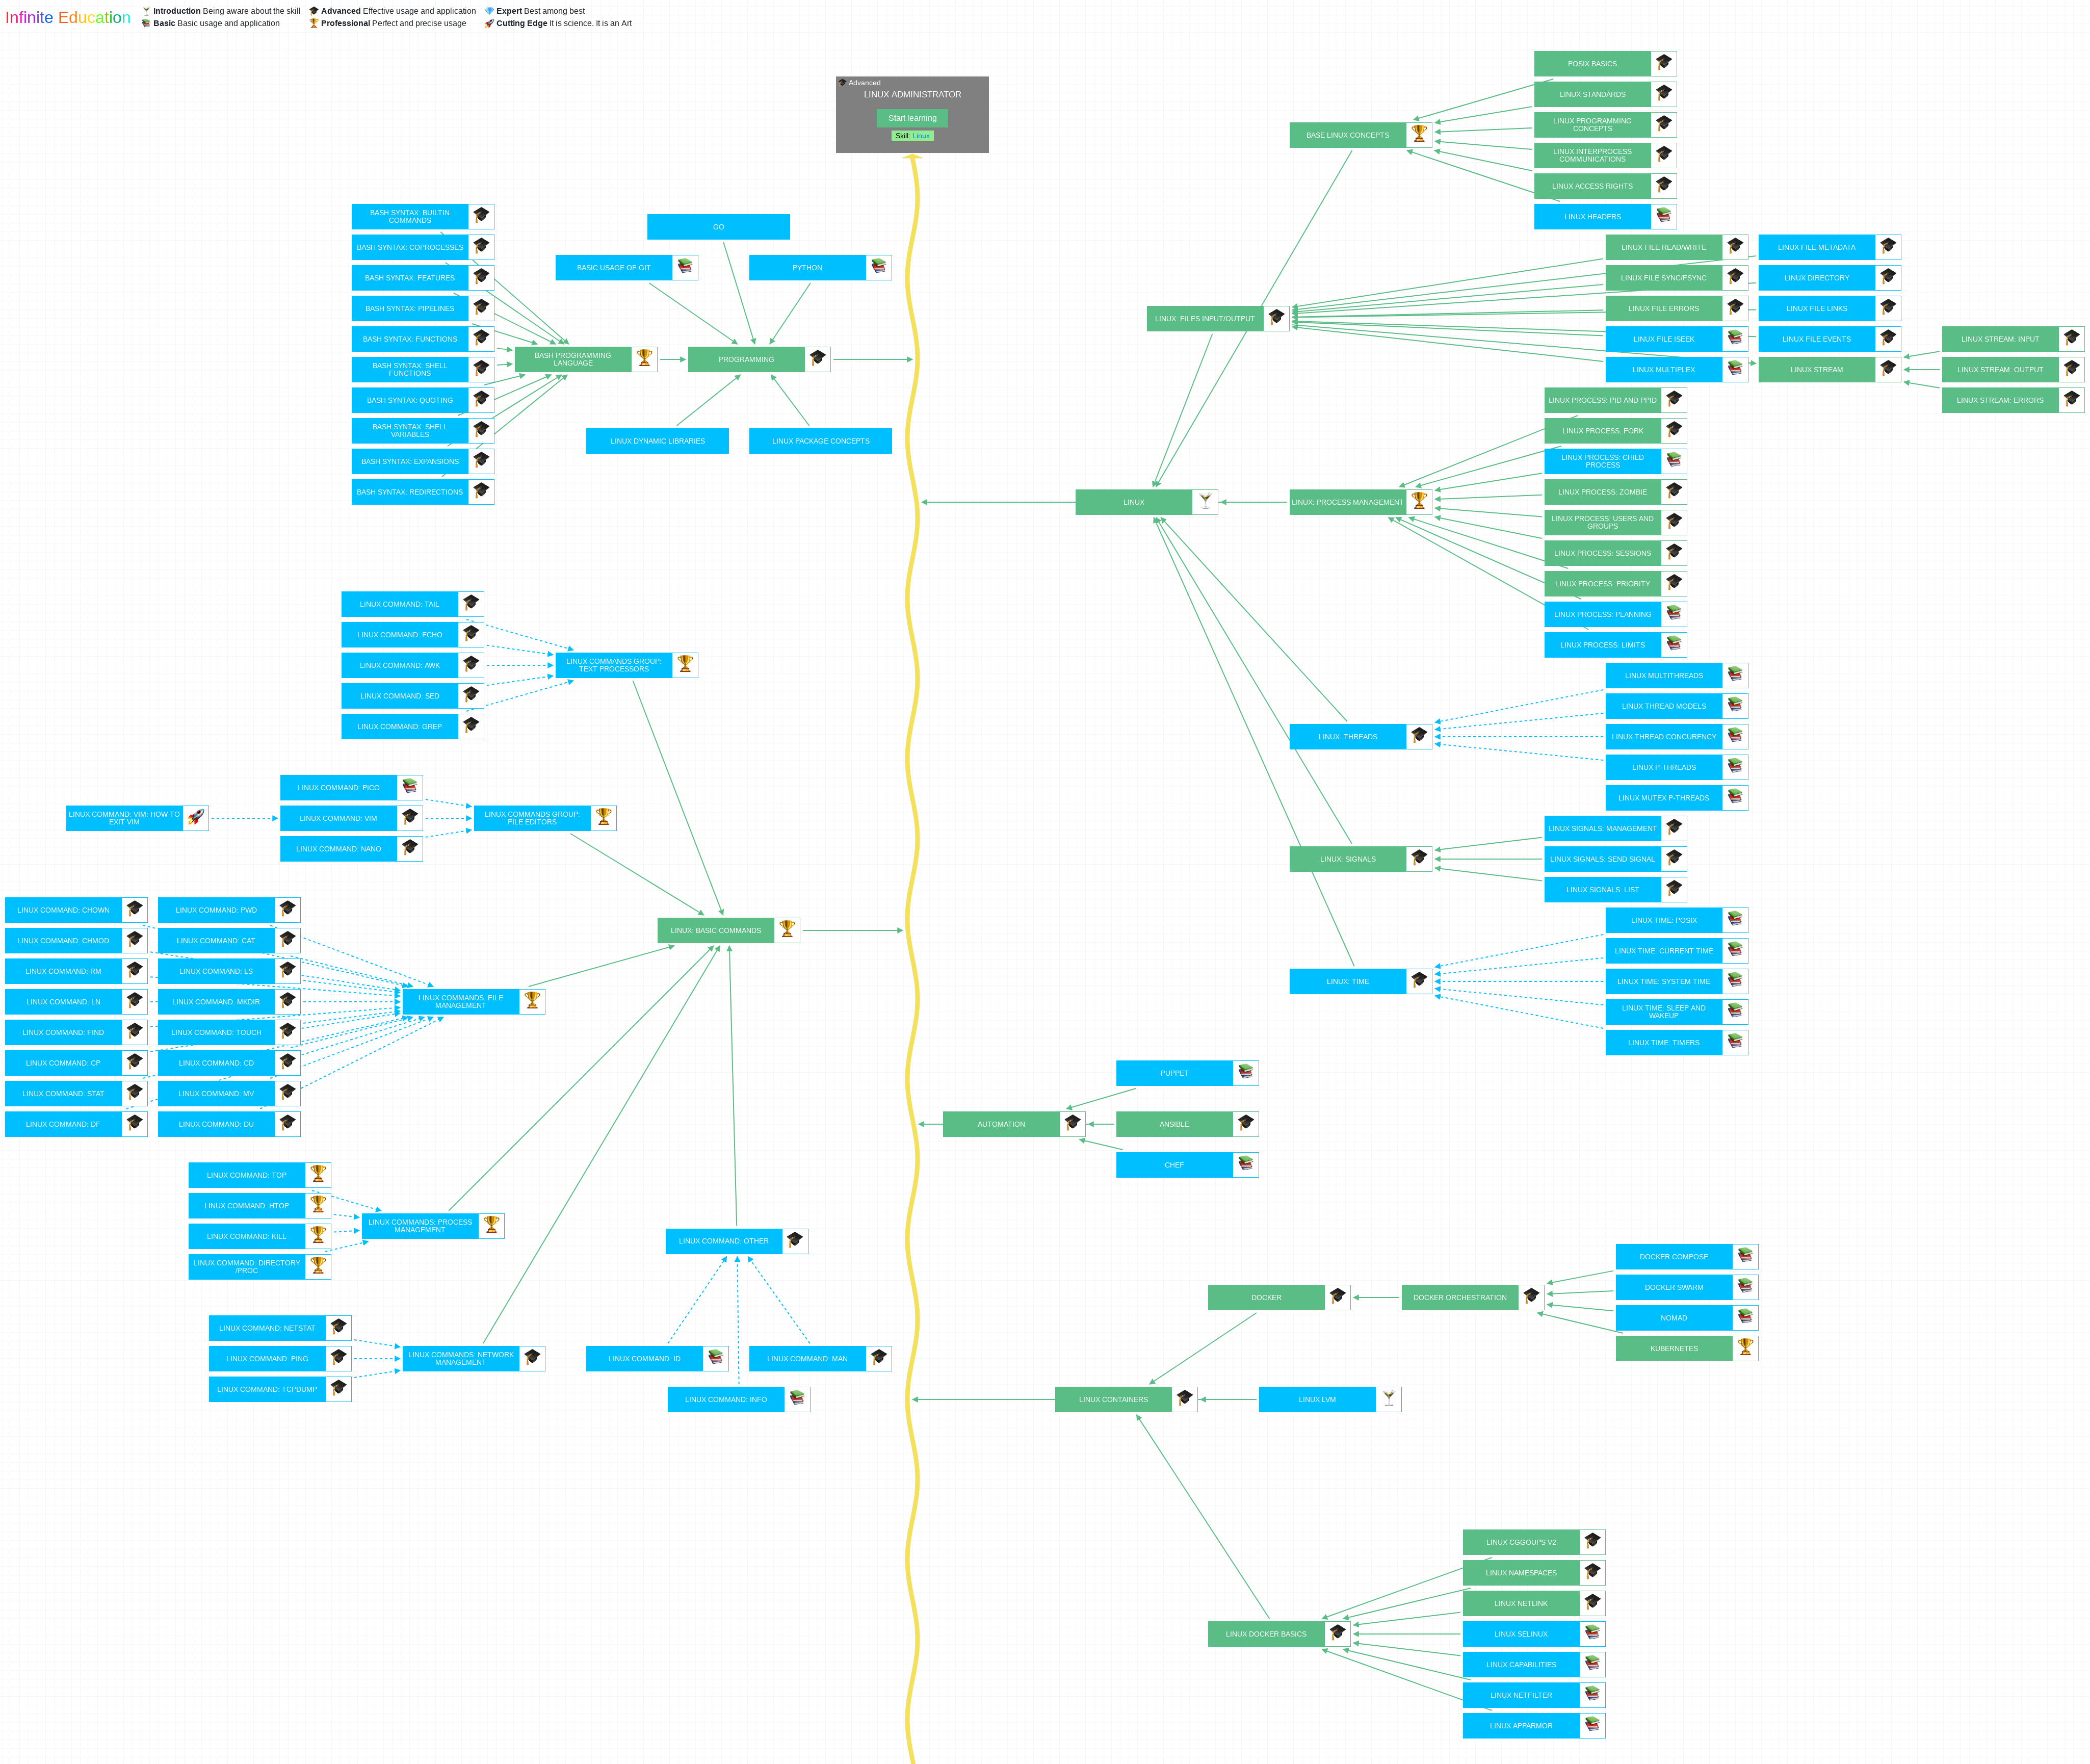 Infinite Education
Introduction Being aware about the skill
Basic Basic usage and application
Advanced Effective usage and application
Professional Perfect and precise usage
Expert Best among best
Cutting Edge It is science. It is an Art
Advanced
LINUX ADMINISTRATOR
Start learning
Skill: Linux
BASH SYNTAX: BUILTIN
COMMANDS
BASH SYNTAX: COPROCESSES
BASH SYNTAX: FEATURES
BASH SYNTAX: PIPELINES
BASH SYNTAX: FUNCTIONS
BASH SYNTAX: SHELL
FUNCTIONS
BASH SYNTAX: QUOTING
BASH SYNTAX: SHELL
VARIABLES
BASH SYNTAX: EXPANSIONS
BASH SYNTAX: REDIRECTIONS
BASH PROGRAMMING
LANGUAGE
GO
BASIC USAGE OF GIT
PYTHON
PROGRAMMING
LINUX DYNAMIC LIBRARIES
LINUX PACKAGE CONCEPTS
LINUX COMMAND: TAIL
LINUX COMMAND: ECHO
LINUX COMMAND: AWK
LINUX COMMAND: SED
LINUX COMMAND: GREP
LINUX COMMANDS GROUP:
TEXT PROCESSORS
LINUX COMMAND: VIM: HOW TO
EXIT VIM
LINUX COMMAND: PICO
LINUX COMMAND: VIM
LINUX COMMAND: NANO
LINUX COMMANDS GROUP:
FILE EDITORS
LINUX: BASIC COMMANDS
LINUX COMMAND: CHOWN
LINUX COMMAND: PWD
LINUX COMMAND: CHMOD
LINUX COMMAND: CAT
LINUX COMMAND: RM
LINUX COMMAND: LS
LINUX COMMAND: LN
LINUX COMMAND: MKDIR
LINUX COMMAND: FIND
LINUX COMMAND: TOUCH
LINUX COMMAND: CP
LINUX COMMAND: CD
LINUX COMMAND: STAT
LINUX COMMAND: MV
LINUX COMMAND: DF
LINUX COMMAND: DU
LINUX COMMANDS: FILE
MANAGEMENT
LINUX COMMAND: TOP
LINUX COMMAND: HTOP
LINUX COMMAND: KILL
LINUX COMMAND: DIRECTORY
/PROC
LINUX COMMANDS: PROCESS
MANAGEMENT
LINUX COMMAND: NETSTAT
LINUX COMMAND: PING
LINUX COMMAND: TCPDUMP
LINUX COMMANDS: NETWORK
MANAGEMENT
LINUX COMMAND: OTHER
LINUX COMMAND: ID
LINUX COMMAND: MAN
LINUX COMMAND: INFO
POSIX BASICS
LINUX STANDARDS
LINUX PROGRAMMING
CONCEPTS
LINUX INTERPROCESS
COMMUNICATIONS
LINUX ACCESS RIGHTS
LINUX HEADERS
BASE LINUX CONCEPTS
LINUX: FILES INPUT/OUTPUT
LINUX FILE READ/WRITE
LINUX FILE METADATA
LINUX FILE SYNC/FSYNC
LINUX DIRECTORY
LINUX FILE ERRORS
LINUX FILE LINKS
LINUX FILE ISEEK
LINUX FILE EVENTS
LINUX MULTIPLEX
LINUX STREAM
LINUX STREAM: INPUT
LINUX STREAM: OUTPUT
LINUX STREAM: ERRORS
LINUX
LINUX: PROCESS MANAGEMENT
LINUX PROCESS: PID AND PPID
LINUX PROCESS: FORK
LINUX PROCESS: CHILD
PROCESS
LINUX PROCESS: ZOMBIE
LINUX PROCESS: USERS AND
GROUPS
LINUX PROCESS: SESSIONS
LINUX PROCESS: PRIORITY
LINUX PROCESS: PLANNING
LINUX PROCESS: LIMITS
LINUX: THREADS
LINUX MULTITHREADS
LINUX THREAD MODELS
LINUX THREAD CONCURENCY
LINUX P-THREADS
LINUX MUTEX P-THREADS
LINUX: SIGNALS
LINUX SIGNALS: MANAGEMENT
LINUX SIGNALS: SEND SIGNAL
LINUX SIGNALS: LIST
LINUX: TIME
LINUX TIME: POSIX
LINUX TIME: CURRENT TIME
LINUX TIME: SYSTEM TIME
LINUX TIME: SLEEP AND
WAKEUP
LINUX TIME: TIMERS
AUTOMATION
PUPPET
ANSIBLE
CHEF
DOCKER
DOCKER ORCHESTRATION
DOCKER COMPOSE
DOCKER SWARM
NOMAD
KUBERNETES
LINUX CONTAINERS
LINUX LVM
LINUX DOCKER BASICS
LINUX CGGOUPS V2
LINUX NAMESPACES
LINUX NETLINK
LINUX SELINUX
LINUX CAPABILITIES
LINUX NETFILTER
LINUX APPARMOR